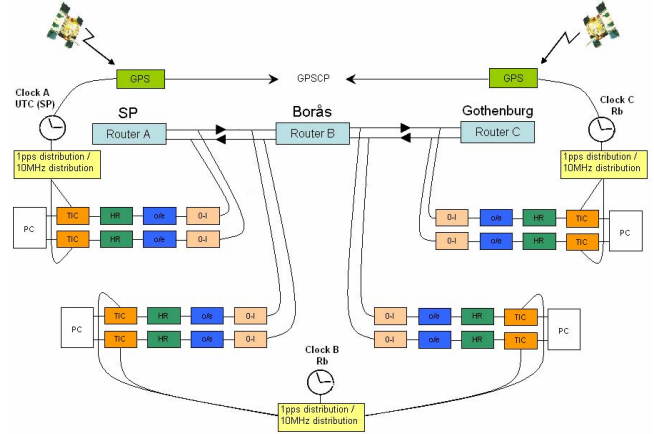 GPS
GPSCP
GPS
Clock A
UTC (SP)
Clock C
Rb
SP
Borås
Gothenburg
Router A
Router B
Router C
1pps distribution /
10MHz distribution
1pps distribution /
10MHz distribution
PC
TIC HR o/e 0-I
TIC HR o/e 0-I
0-I o/e HR TIC
0-I o/e HR TIC
PC
PC
TIC HR o/e 0-I
TIC HR o/e 0-I
0-I o/e HR TIC
0-I o/e HR TIC
PC
Clock B
Rb
1pps distribution /
10MHz distribution